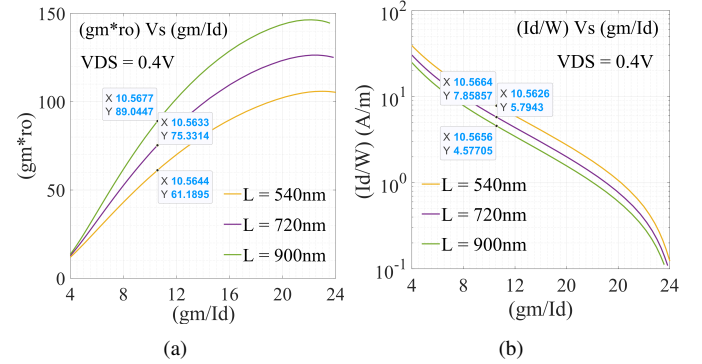 (gm*ro) Vs (gm/Id)
VDS = 0.4V
150
100
50
0
(gm*ro)
X 10.5677
Y 89.0447
X 10.5633
Y 75.3314
X 10.5644
Y 61.1895
L = 540nm
L = 720nm
L = 900nm
4 8 12 16 20 24
(gm/Id)
(a)
(Id/W) Vs (gm/Id)
VDS = 0.4V
10^2
10^1
10^0
10^-1
(Id/W) (A/m)
X 10.5664
Y 7.85857
X 10.5626
Y 5.7943
X 10.5656
Y 4.57705
L = 540nm
L = 720nm
L = 900nm
4 8 12 16 20 20 24
(gm/Id)
(b)